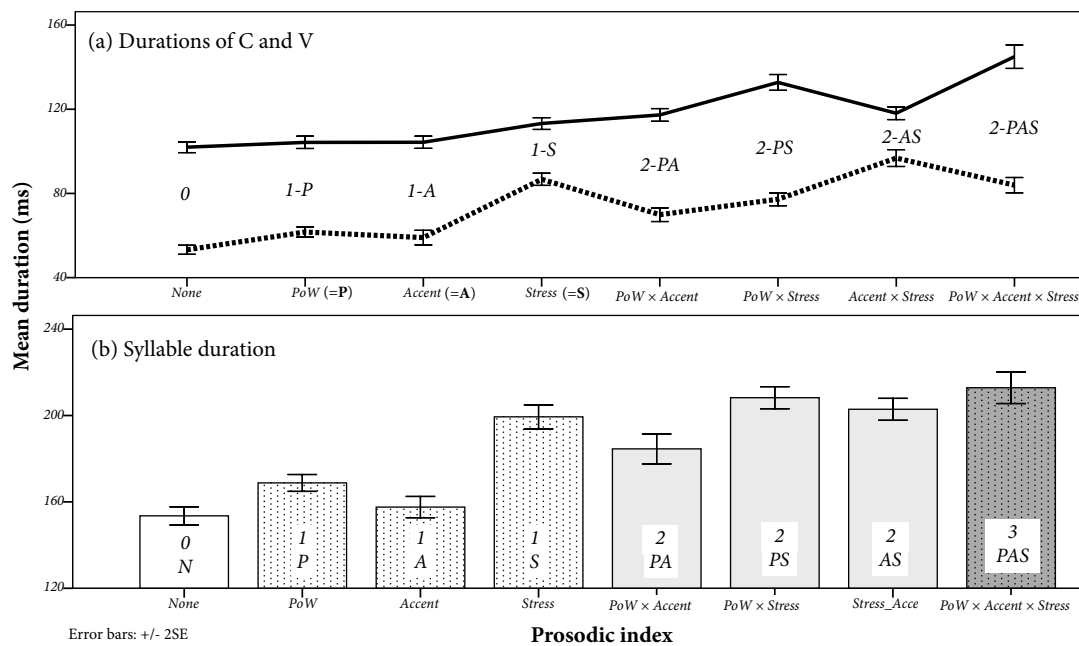 (a) Durations of C and V
160
120
80
40
0
1-P
1-A
1-S
2-PA
2-PS
2-AS
2-PAS
None
PoW (=P)
Accent (=A)
Stress (=S)
PoW × Accent
PoW × Stress
Accent × Stress
PoW × Accent × Stress
Mean duration (ms)
(b) Syllable duration
240
200
160
120
0
N
1
P
1
A
1
S
2
PA
2
PS
2
AS
3
PAS
None
PoW
Accent
Stress
PoW × Accent
PoW × Stress
Stress_Acce
PoW × Accent × Stress
Error bars: +/- 2SE
Prosodic index